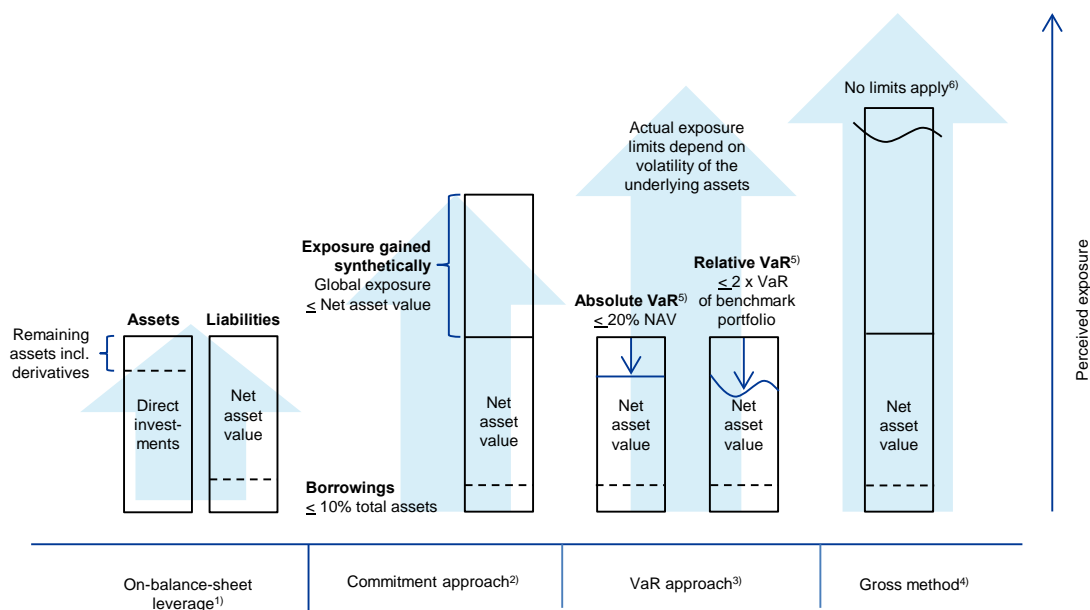 No limits apply6)
Actual exposure
limits depend on
volatility of the
underlying assets
Exposure gained
synthetically
Global exposure
≤ Net asset value
Relative VaR5)
≤ 2 x VaR
of benchmark
portfolio
Absolute VaR5)
≤ 20% NAV
Remaining
assets incl.
derivatives
Assets
Liabilities
Direct
invest-
ments
Net
asset
value
Borrowings
≤ 10% total assets
Net
asset
value
Net
asset
value
Net
asset
value
Net
asset
value
Perceived exposure
On-balance-sheet
leverage1)
Commitment approach2)
VaR approach3)
Gross method4)